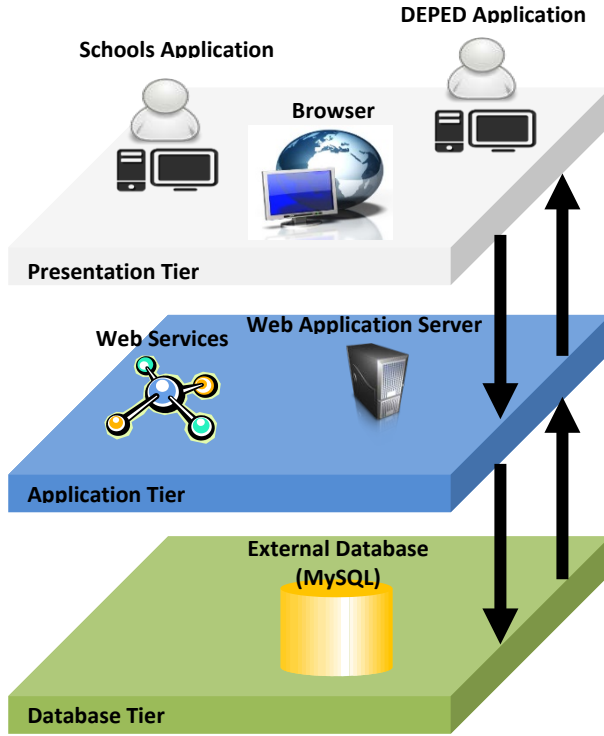 DEPED Application
Schools Application
Browser
Presentation Tier
Web Application Server
Web Services
Application Tier
External Database
(MySQL)
Database Tier